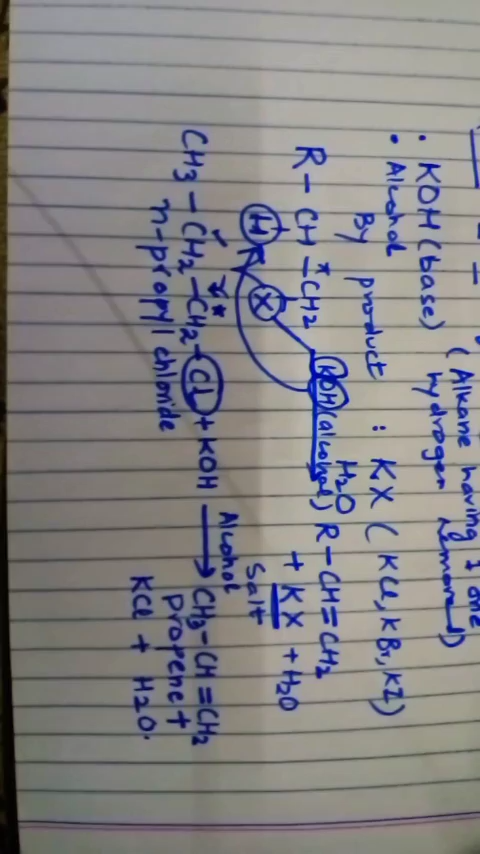 (Alkane having 1 one
hydrogen removed)
• KOH (base)
• Alcohol
By product : KX (KCl, KBr, KI)
H2O
R - CH - *CH2 KOH(alcohol) R - CH = CH2
H X + KX + H2O
Salt
CH3 - CH2 - CH2* - Cl + KOH Alcohol → CH3 - CH = CH2
n-propyl chloride propene +
KCl + H2O.